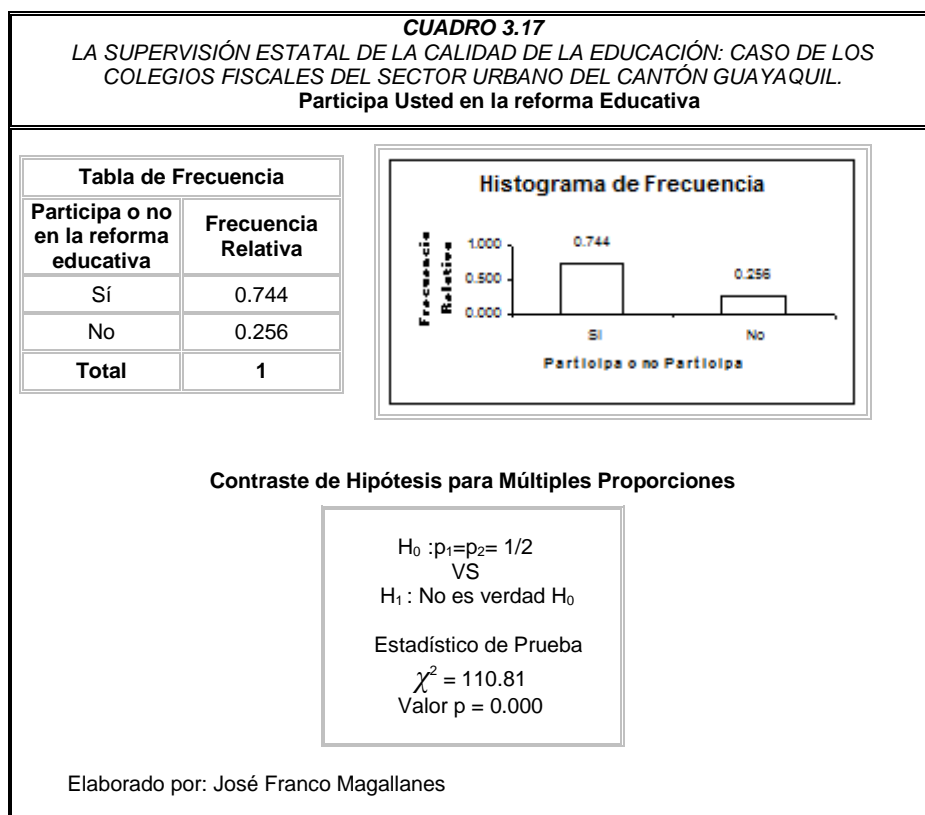 CUADRO 3.17
LA SUPERVISIÓN ESTATAL DE LA CALIDAD DE LA EDUCACIÓN: CASO DE LOS
COLEGIOS FISCALES DEL SECTOR URBANO DEL CANTÓN GUAYAQUIL.
Participa Usted en la reforma Educativa
Tabla de Frecuencia
Participa o no
en la reforma
educativa
Frecuencia
Relativa
Sí
0.744
No
0.256
Total
1
Histograma de Frecuencia
Frecuencia
Relativa
1.000
0.500
0.000
0.744
0.256
Si
No
Participa o no Participa
Contraste de Hipótesis para Múltiples Proporciones
H₀ :p₁=p₂= 1/2
VS
H₁ : No es verdad H₀
Estadístico de Prueba
χ² = 110.81
Valor p = 0.000
Elaborado por: José Franco Magallanes